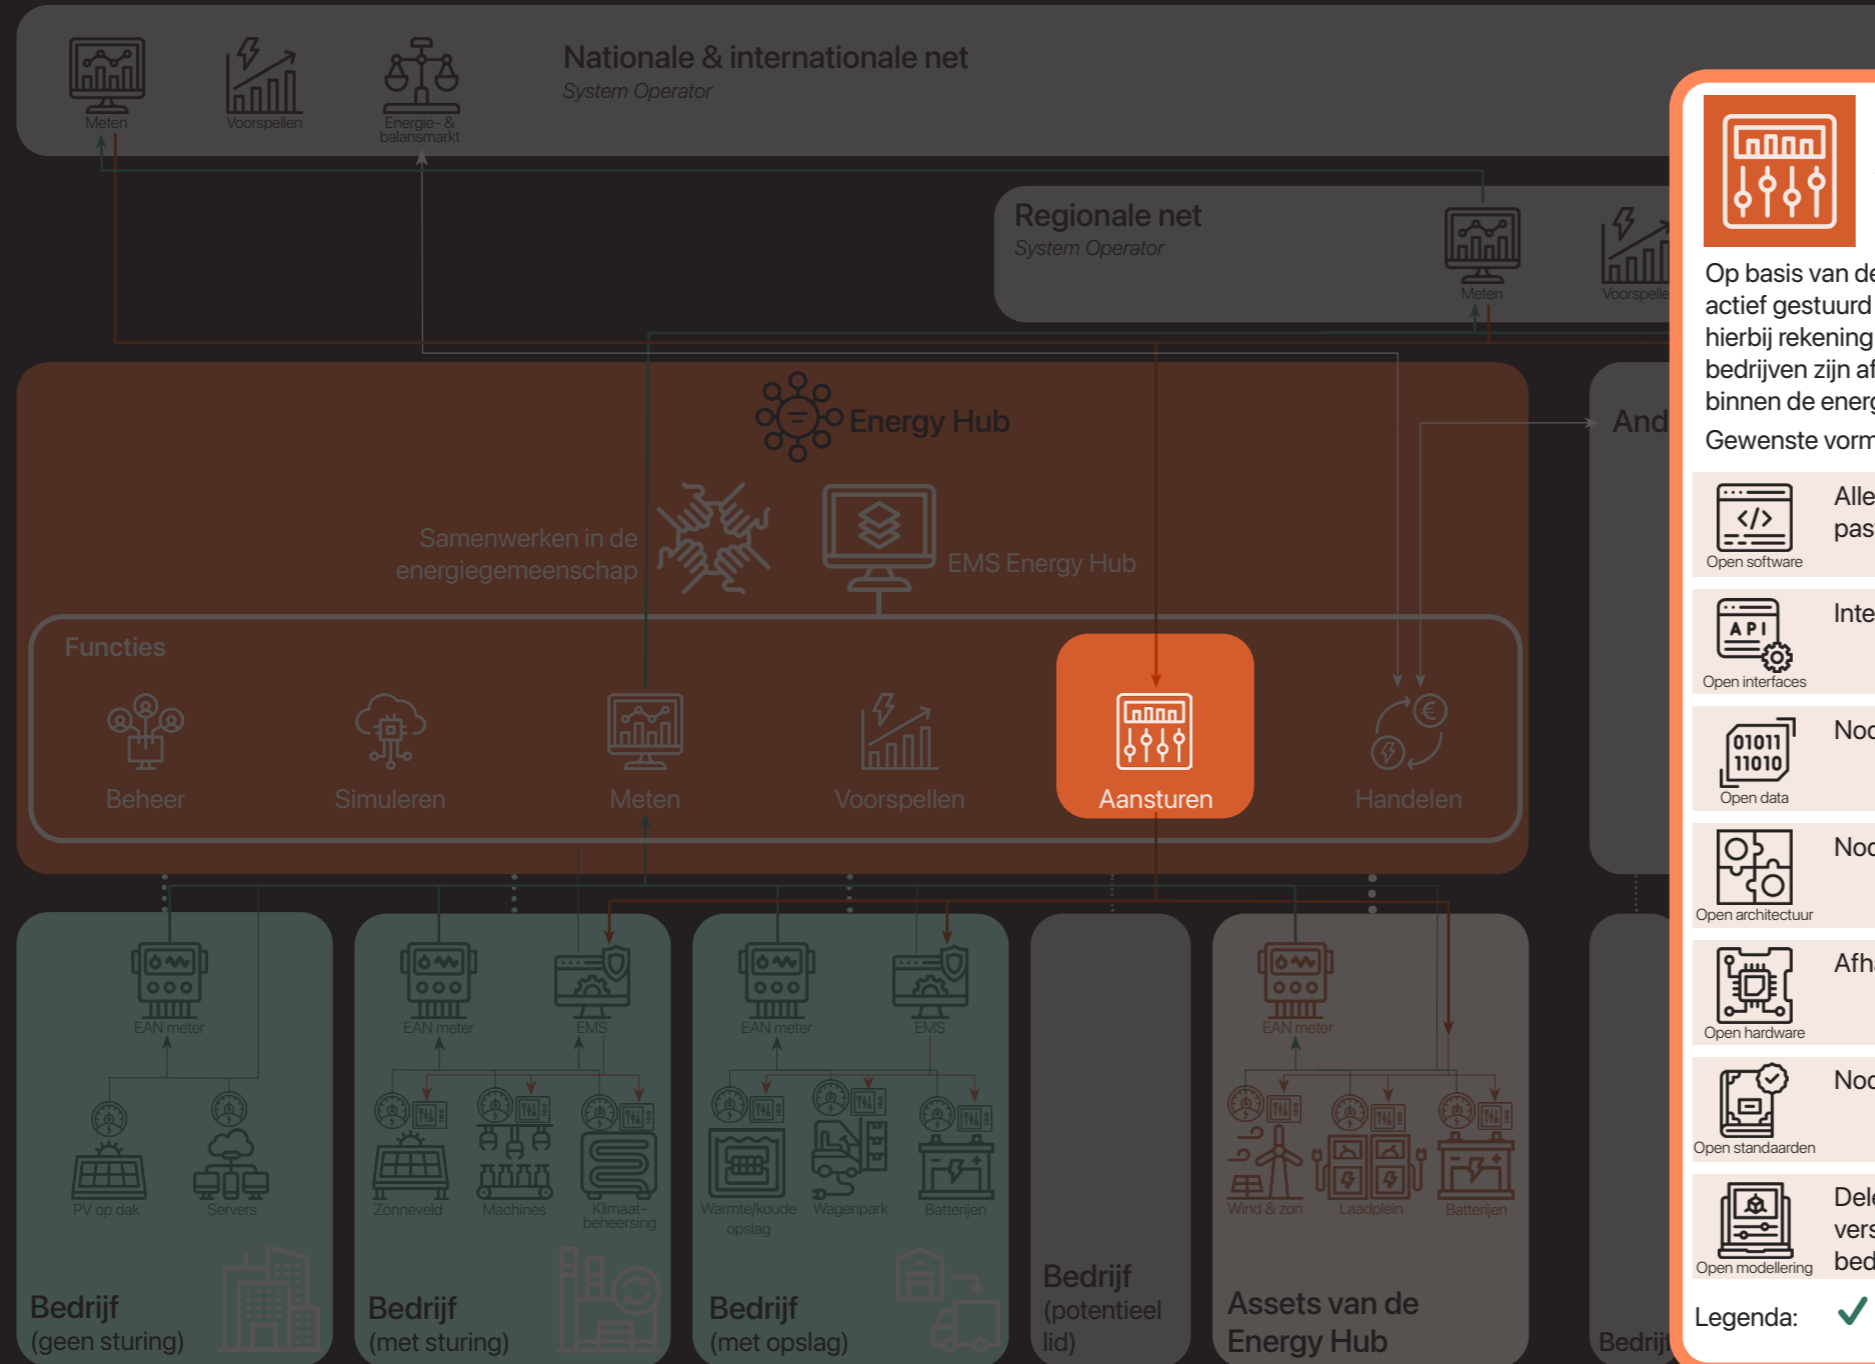 Nationale & internationale net
System Operator
Meten
Voorspellen
Energie- &
balansmarkt
Regionale net
System Operator
Meten
Energy Hub
Samenwerken in de
energiegemeenschap
EMS Energy Hub
Functies
Beheer
Simuleren
Meten
Voorspellen
Aansturen
Handelen
EAN meter
PV op dak
Servers
Bedrijf
(geen sturing)
EAN meter
EMS
Zonneveld
Machines
Klimaat-
beheersing
Bedrijf
(met sturing)
EAN meter
EMS
Warmte/koude
opslag
Wagenpark
Batterijen
Bedrijf
(met opslag)
Bedrijf
(potentieel
lid)
EAN meter
Wind & zon
Laadplein
Batterijen
Assets van de
Energy Hub
Op basis van de
actief gestuurd
hierbij rekening
bedrijven zijn
binnen de
Gewenste
</>
Open software
Alle
API
Open interfaces
01011
11010
Open data
Open architectuur
Open hardware
Open standaarden
Open modellering
Legenda: